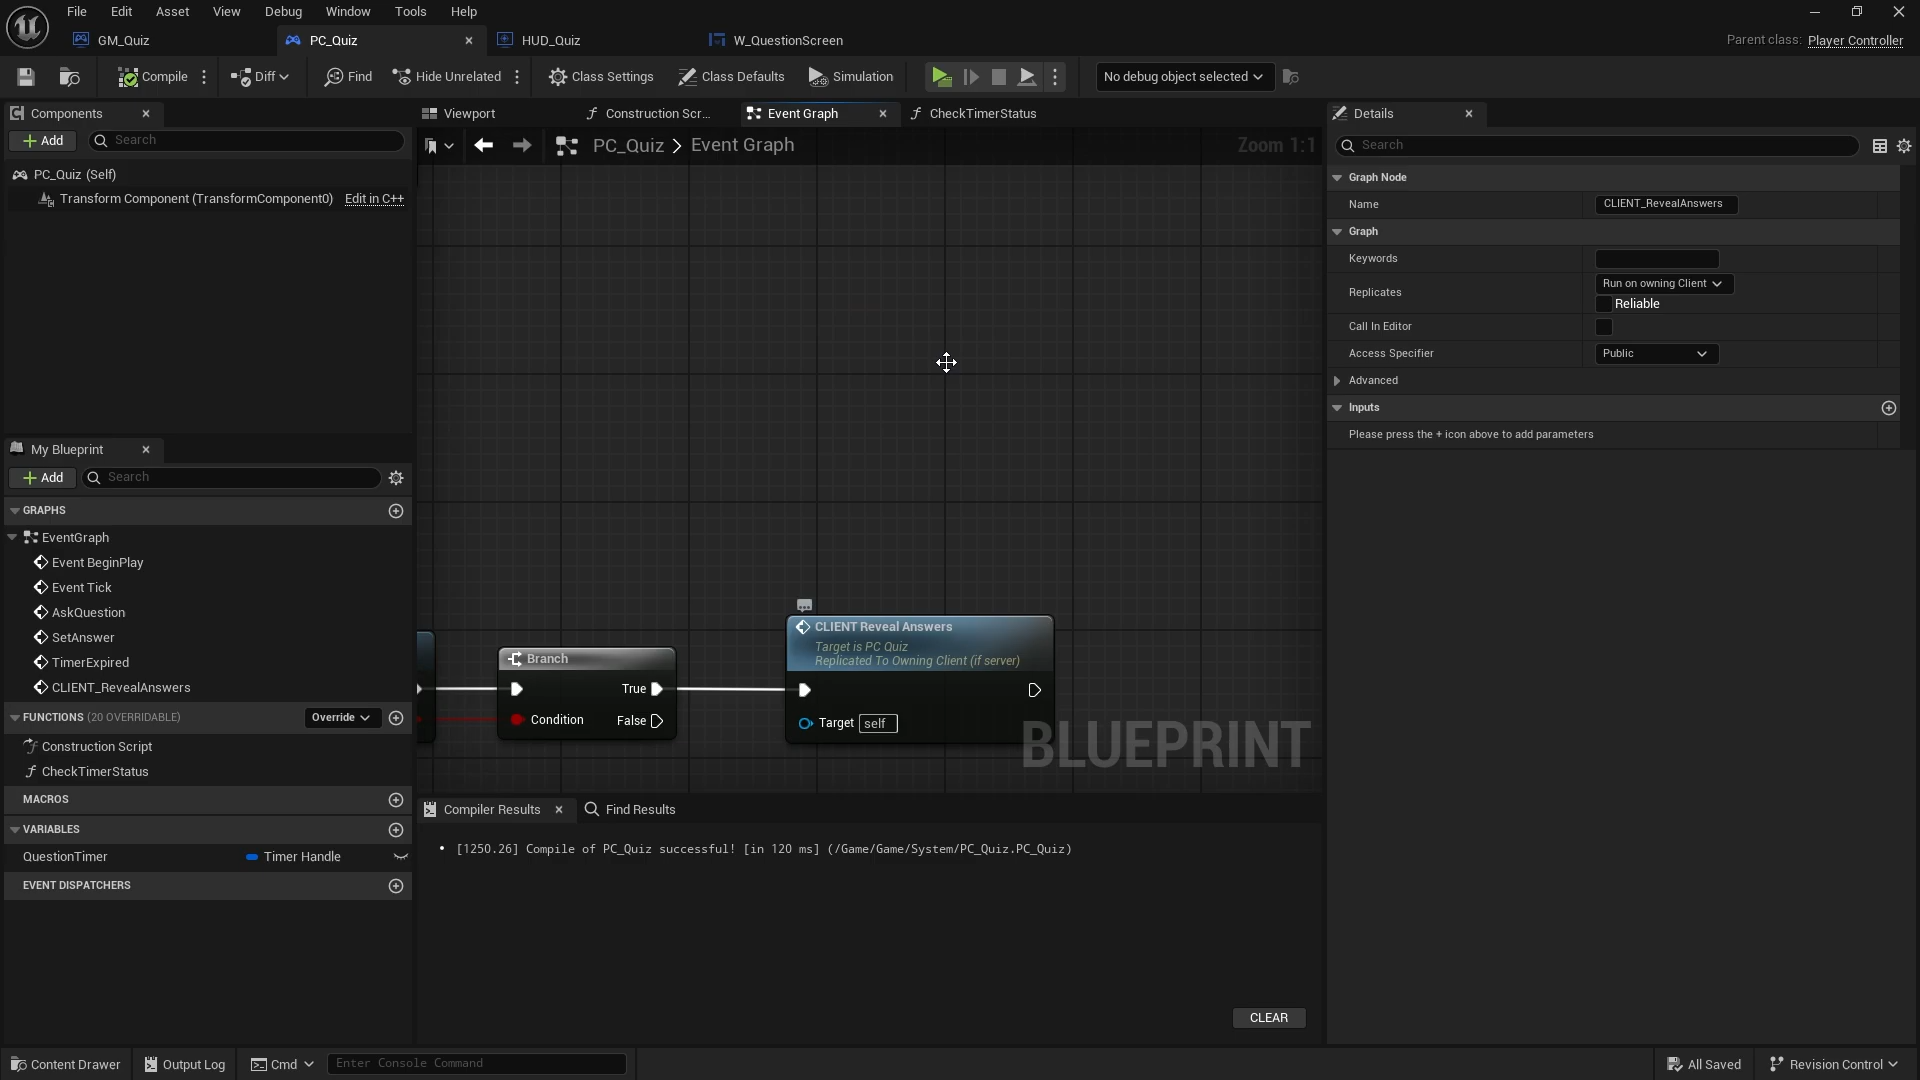 File Edit Asset View Debug Window Tools Help
GM_Quiz PC_Quiz HUD_Quiz W_QuestionScreen
Parent class: Player Controller
Compile Diff Find Hide Unrelated Class Settings Class Defaults Simulation No debug object selected
Components
Add Search
PC_Quiz (Self)
Transform Component (TransformComponent0) Edit in C++
My Blueprint
Add Search
GRAPHS
EventGraph
Event BeginPlay
Event Tick
AskQuestion
SetAnswer
TimerExpired
CLIENT_RevealAnswers
FUNCTIONS (20 OVERRIDABLE) Override
Construction Script
CheckTimerStatus
MACROS
VARIABLES
QuestionTimer Timer Handle
EVENT DISPATCHERS
Viewport Construction Scr... Event Graph CheckTimerStatus
PC_Quiz > Event Graph Zoom 1:1
Branch
True
Condition False
CLIENT Reveal Answers
Target is PC Quiz
Replicated To Owning Client (if server)
Target self
BLUEPRINT
Compiler Results Find Results
[1250.26] Compile of PC_Quiz successful! [in 120 ms] (/Game/Game/System/PC_Quiz.PC_Quiz)
CLEAR
Details
Search
Graph Node
Name CLIENT_RevealAnswers
Graph
Keywords
Replicates Run on owning Client
Reliable
Call In Editor
Access Specifier Public
Advanced
Inputs
Please press the + icon above to add parameters
Content Drawer Output Log Cmd Enter Console Command All Saved Revision Control